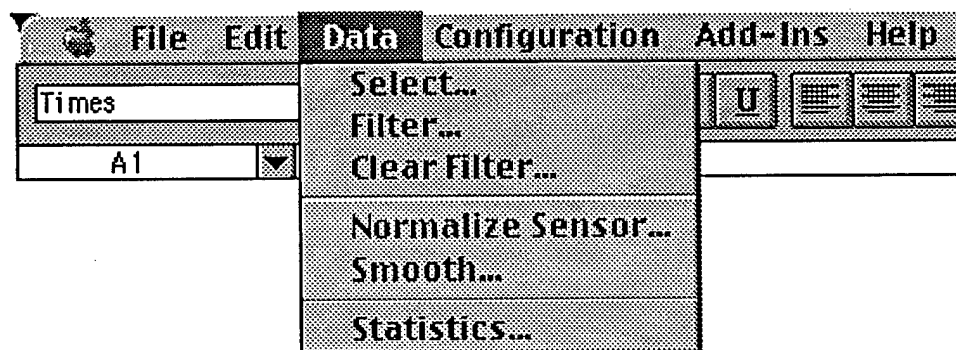 File Edit Data Configuration Add-Ins Help
Times
U
A1
Select...
Filter...
Clear Filter...
Normalize Sensor...
Smooth...
Statistics...